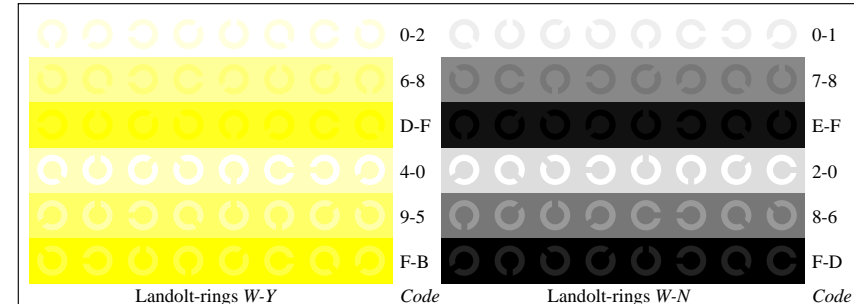 0-2 0-1
6-8 7-8
D-F E-F
4-0 2-0
9-5 8-6
F-B F-D
Landolt-rings W-Y Code Landolt-rings W-N Code